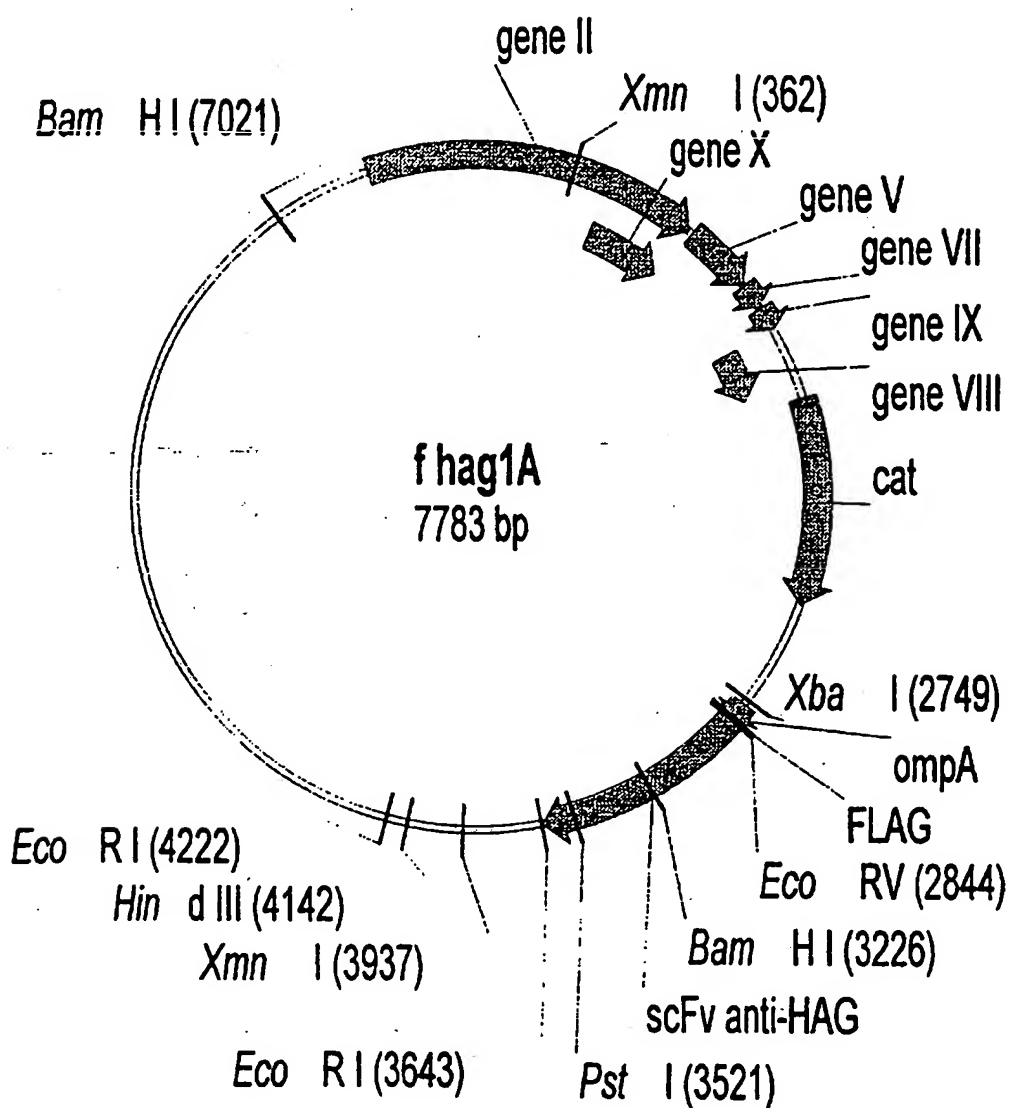 gene II
Xmn I (362)
Bam H I (7021)
gene X
gene V
gene VII
gene IX
gene VIII
f hag1A
7783 bp
cat
Xba I (2749)
ompA
FLAG
Eco RV (2844)
Bam H I (3226)
scFv anti-HAG
Pst I (3521)
Eco R I (3643)
Xmn I (3937)
Hin d III (4142)
Eco R I (4222)